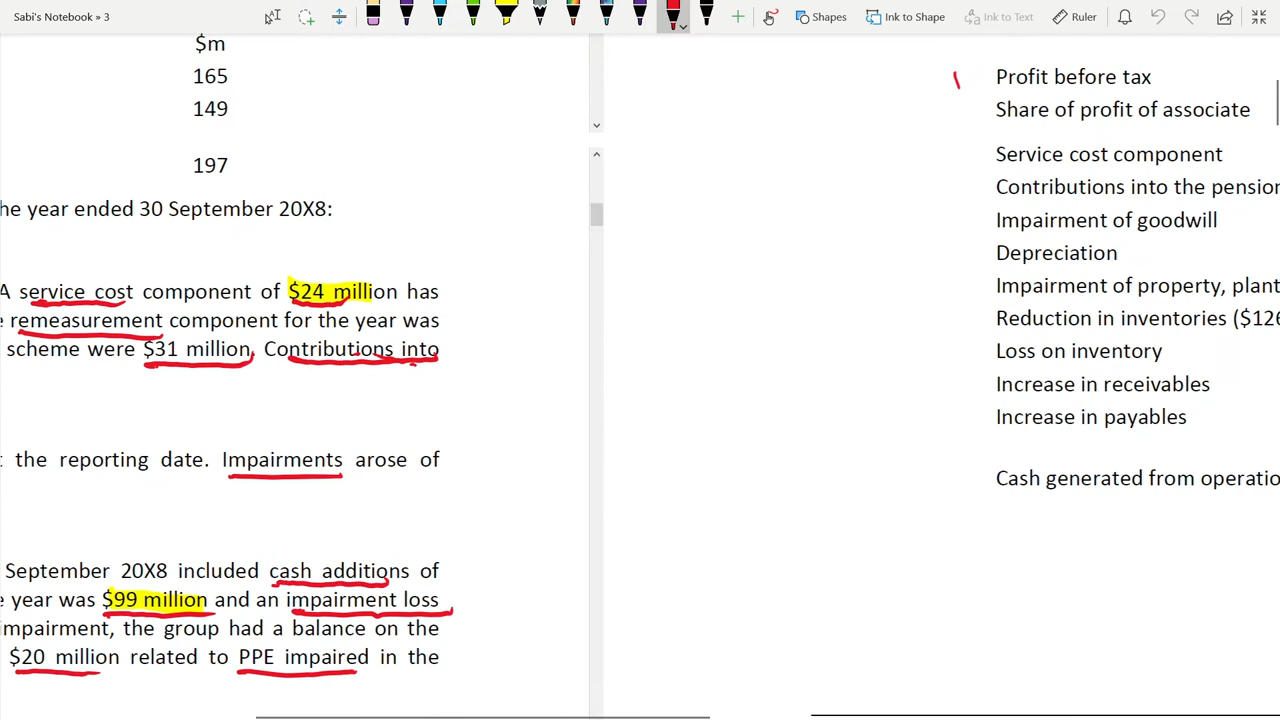 Sabi's Notebook » 3
Shapes
Ink to Shape
Ink to Text
Ruler
$m
165
149
197
he year ended 30 September 20X8:
A service cost component of $24 million has
e remeasurement component for the year was
scheme were $31 million. Contributions into
t the reporting date. Impairments arose of
September 20X8 included cash additions of
e year was $99 million and an impairment loss
impairment, the group had a balance on the
$20 million related to PPE impaired in the
Profit before tax
Share of profit of associate
Service cost component
Contributions into the pension
Impairment of goodwill
Depreciation
Impairment of property, plant
Reduction in inventories ($126
Loss on inventory
Increase in receivables
Increase in payables
Cash generated from operatio